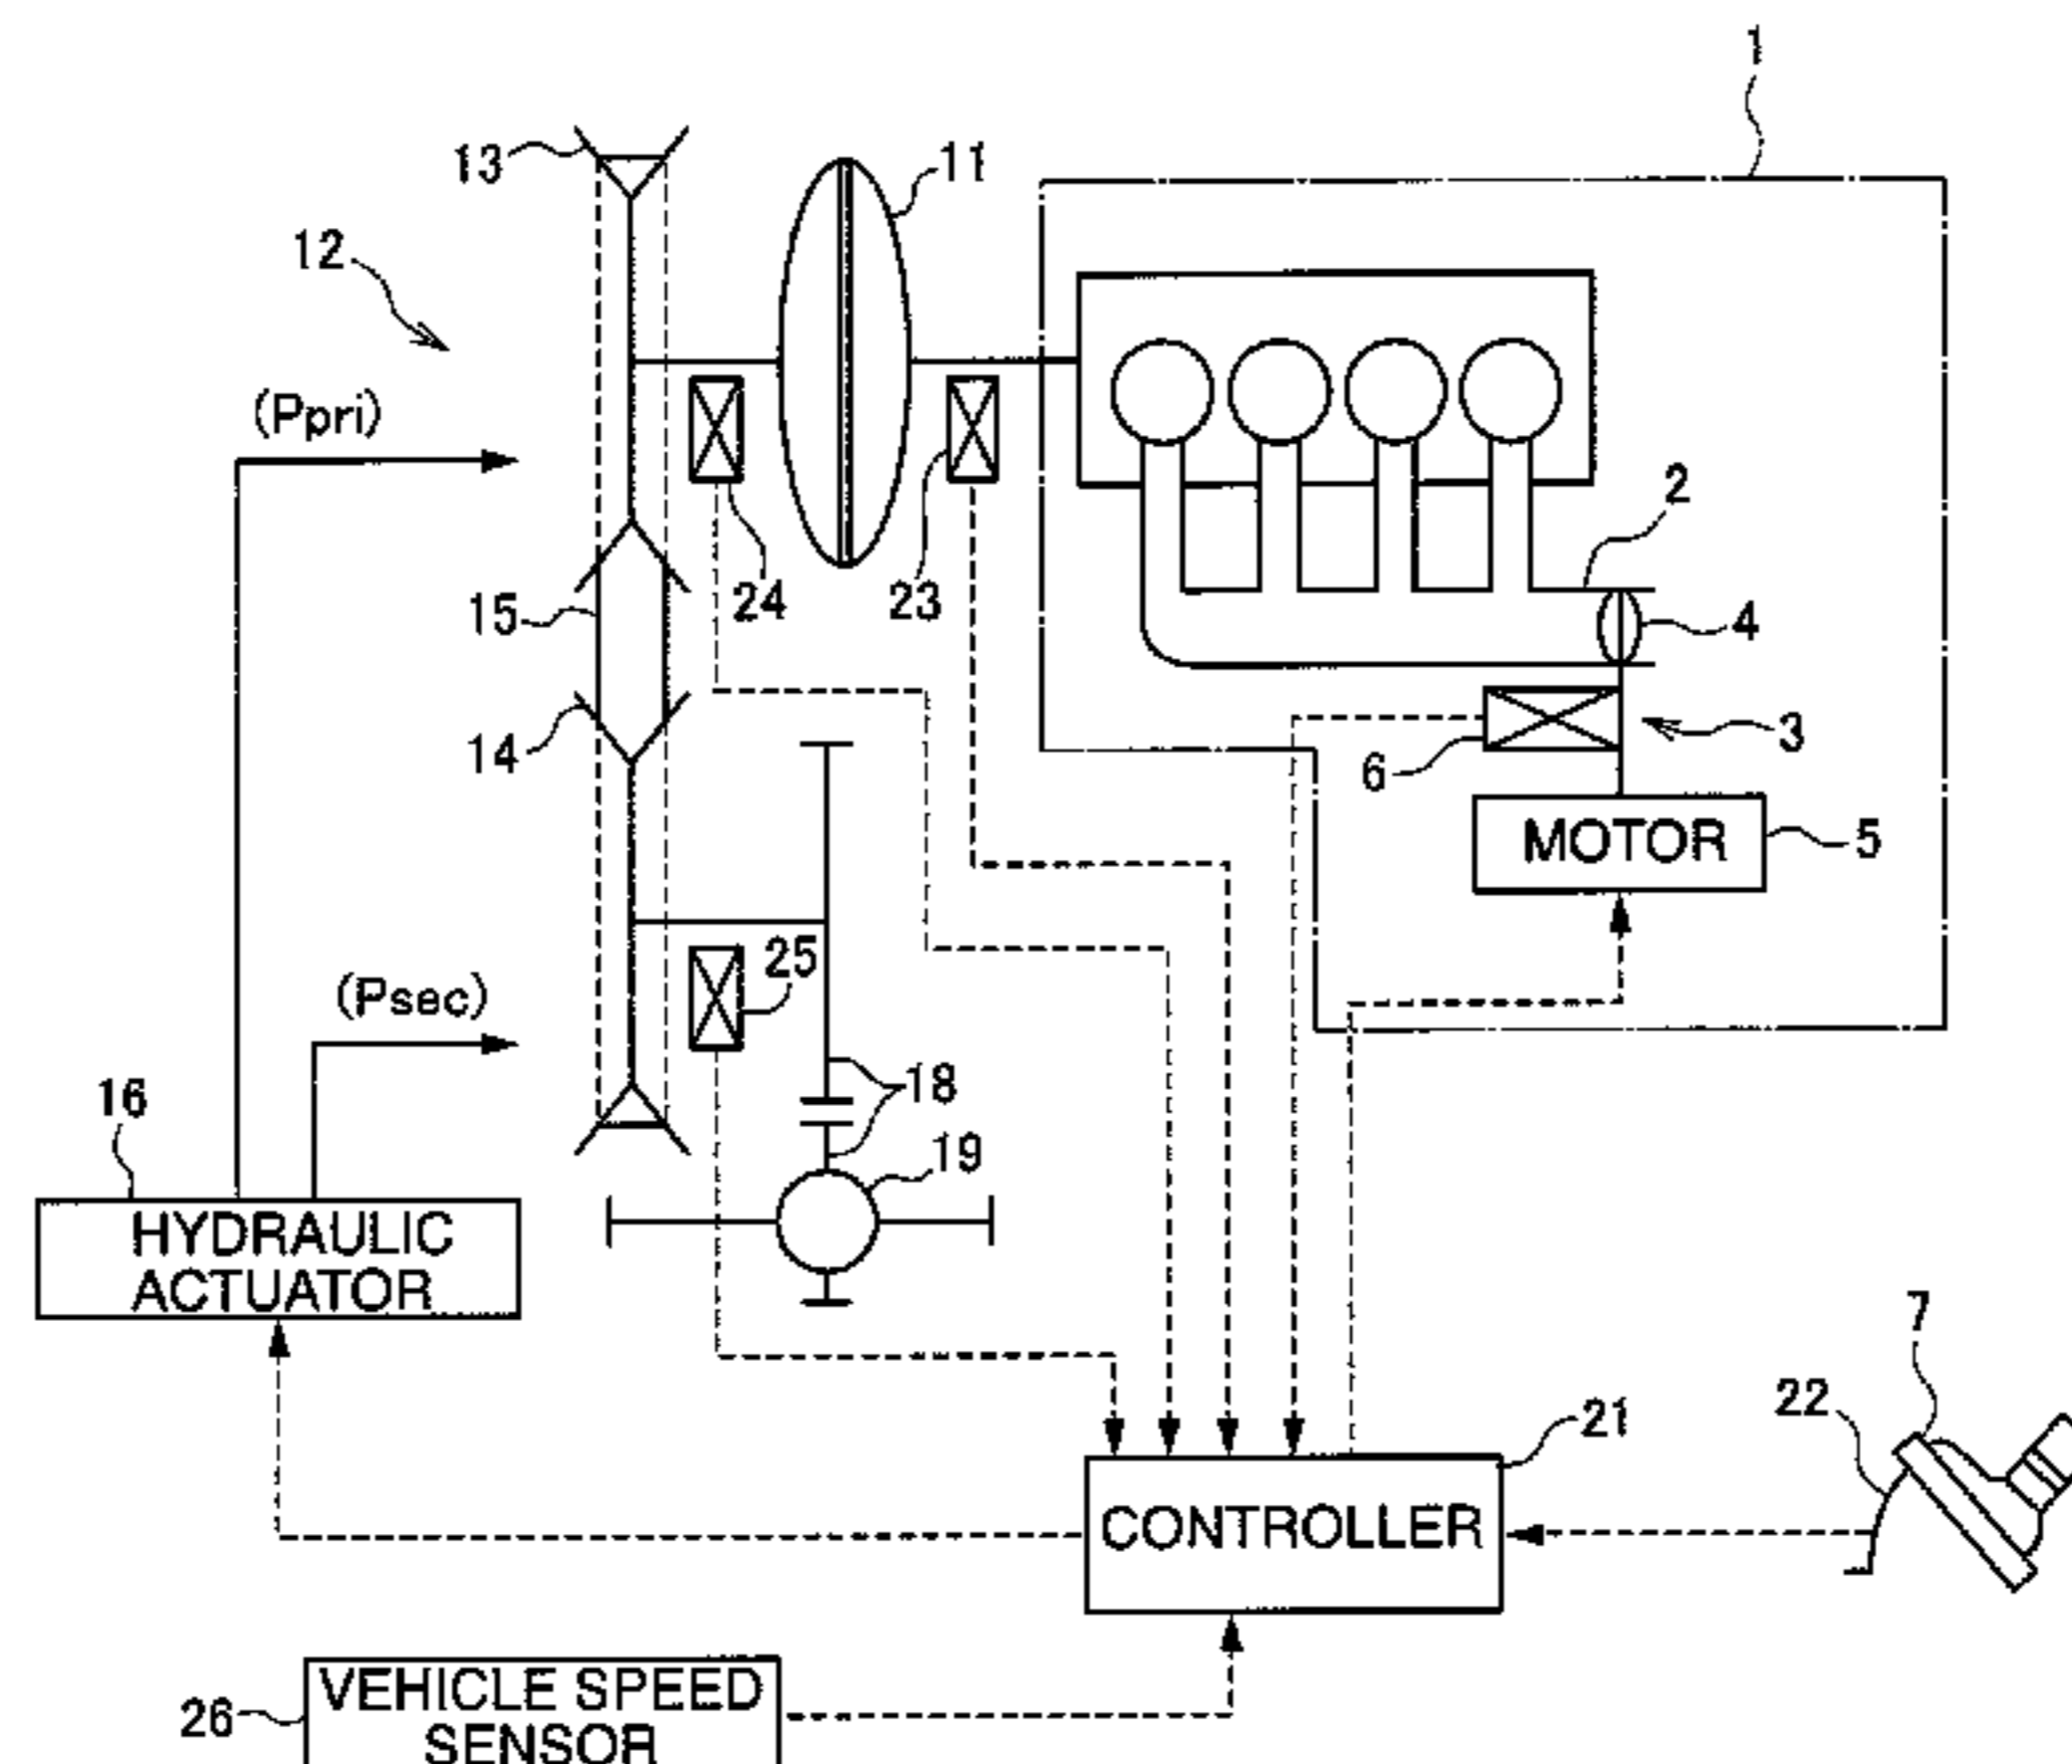 1
13
11
12
(Ppri)
2
24
23
15
4
14
3
6
MOTOR
5
25
(Psec)
18
16
19
HYDRAULIC
ACTUATOR
7
22
21
CONTROLLER
VEHICLE SPEED
SENSOR
26